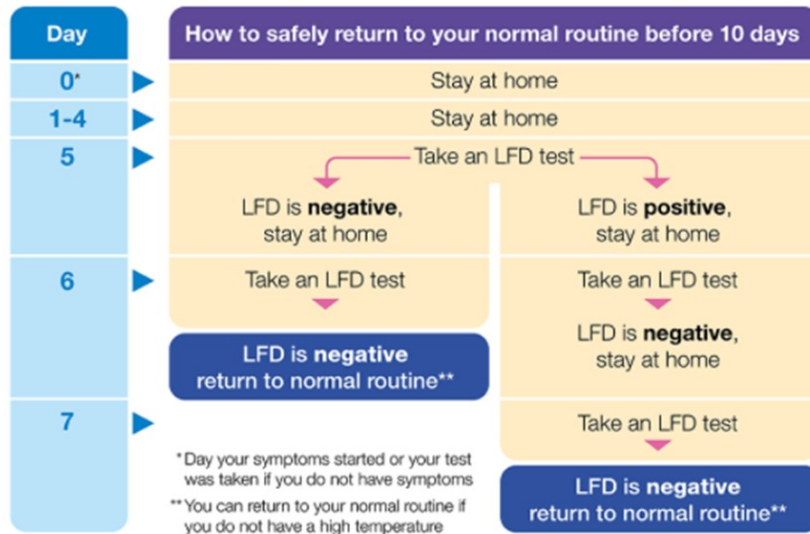 Day
How to safely return to your normal routine before 10 days
0*
Stay at home
1-4
Stay at home
5
Take an LFD test
LFD is negative,
stay at home
LFD is positive,
stay at home
6
Take an LFD test
LFD is negative
return to normal routine**
Take an LFD test
LFD is negative,
stay at home
7
Take an LFD test
LFD is negative
return to normal routine**
*Day your symptoms started or your test
was taken if you do not have symptoms
**You can return to your normal routine if
you do not have a high temperature